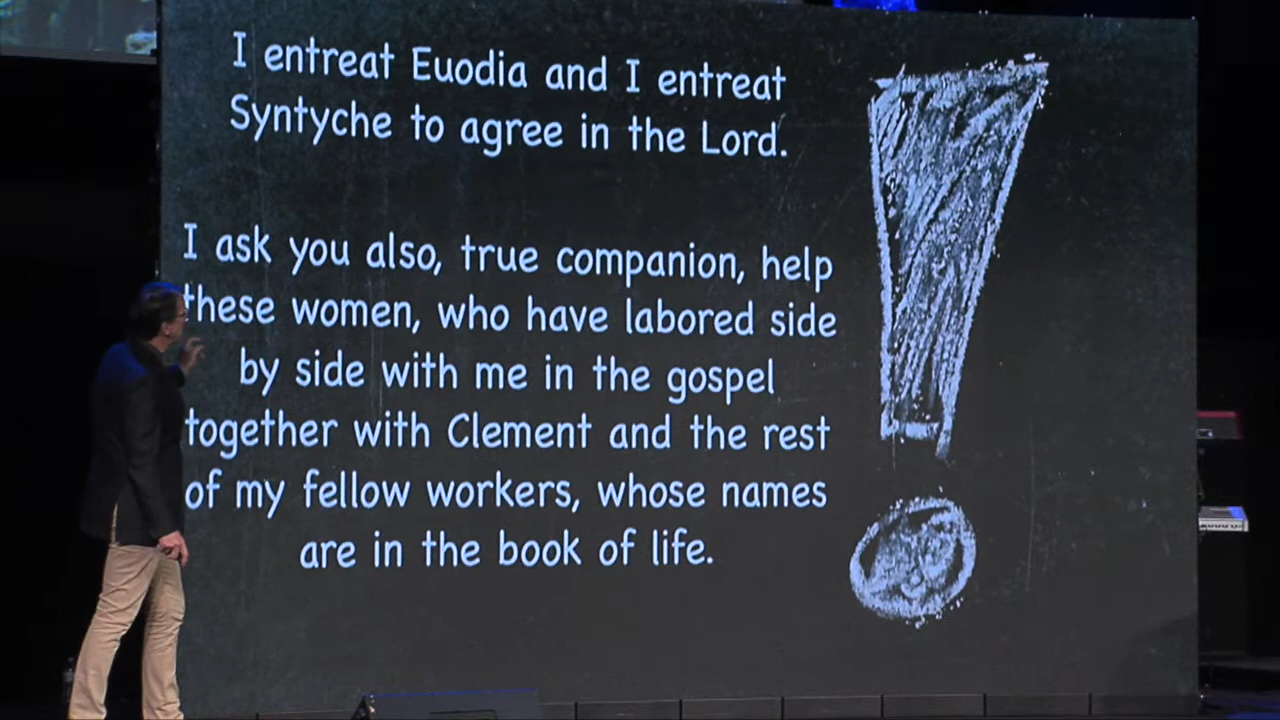 I entreat Euodia and I entreat
Syntyche to agree in the Lord.
I ask you also, true companion, help
these women, who have labored side
by side with me in the gospel
together with Clement and the rest
of my fellow workers, whose names
are in the book of life.